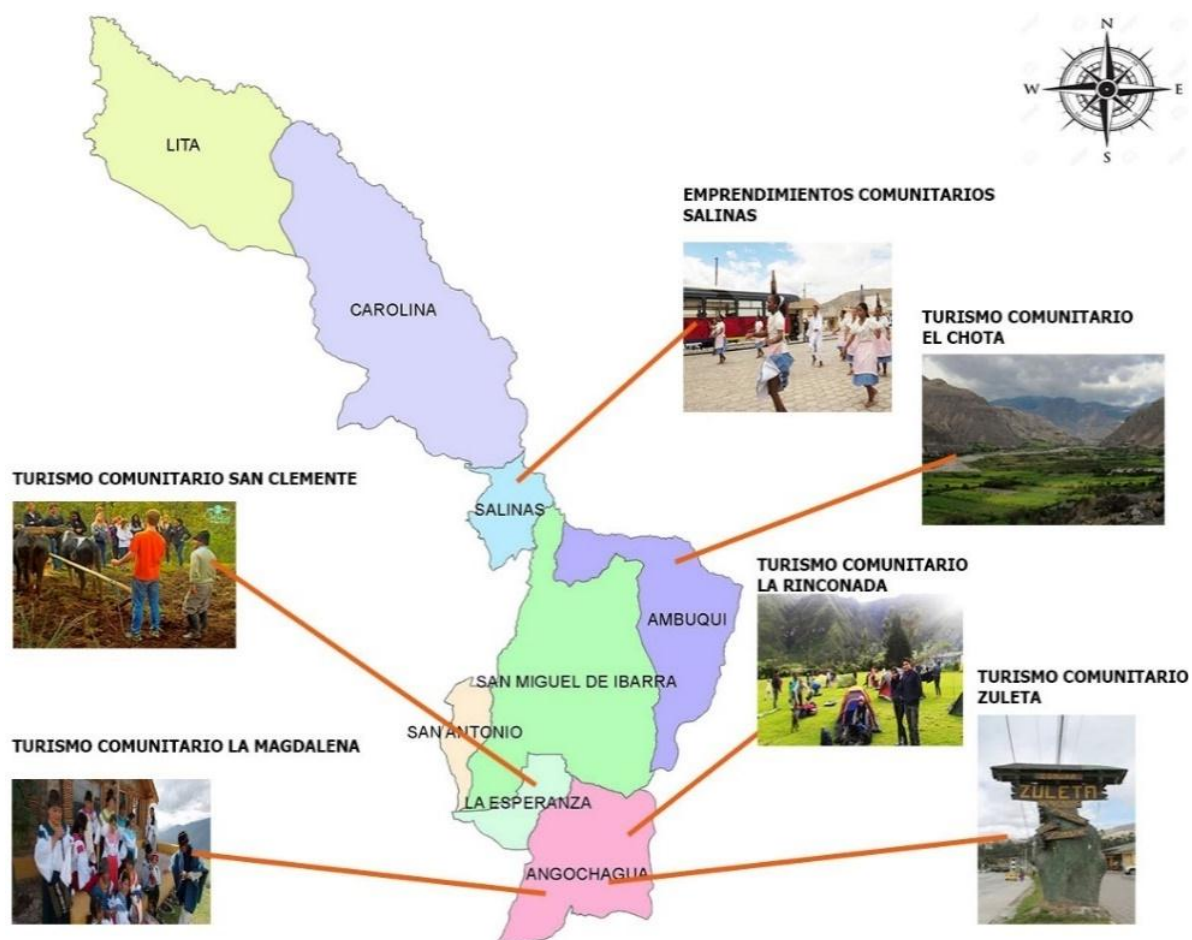 N
W
E
S
LITA
EMPRENDIMIENTOS COMUNITARIOS
SALINAS
CAROLINA
TURISMO COMUNITARIO
EL CHOTA
TURISMO COMUNITARIO SAN CLEMENTE
SALINAS
TURISMO COMUNITARIO
LA RINCONADA
AMBUQUI
SAN MIGUEL DE IBARRA
TURISMO COMUNITARIO
ZULETA
SAN ANTONIO
TURISMO COMUNITARIO LA MAGDALENA
ZULETA
LA ESPERANZA
ANGOCHAGUA